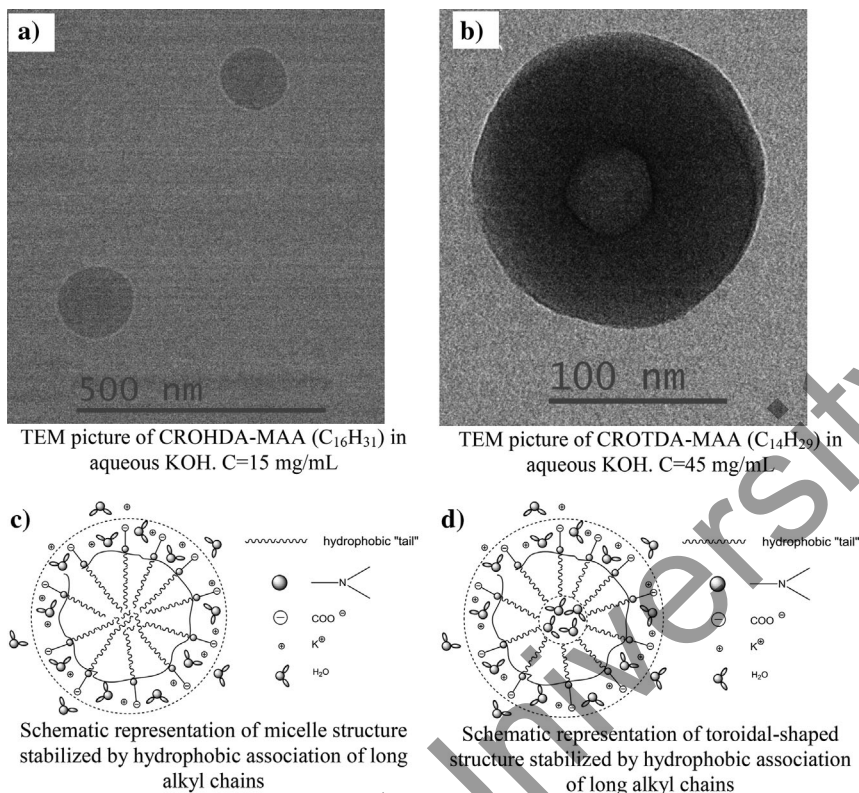 a)
500 nm
TEM picture of CROHDA-MAA (C₁₆H₃₁) in
aqueous KOH. C=15 mg/mL
b)
100 nm
TEM picture of CROTDA-MAA (C₁₄H₂₉) in
aqueous KOH. C=45 mg/mL
c)
hydrophobic "tail"
—N
COO ⊖
K⊕
H₂O
Schematic representation of micelle structure
stabilized by hydrophobic association of long
alkyl chains
d)
hydrophobic "tail"
—N
COO ⊖
K⊕
H₂O
Schematic representation of toroidal-shaped
structure stabilized by hydrophobic association
of long alkyl chains
University